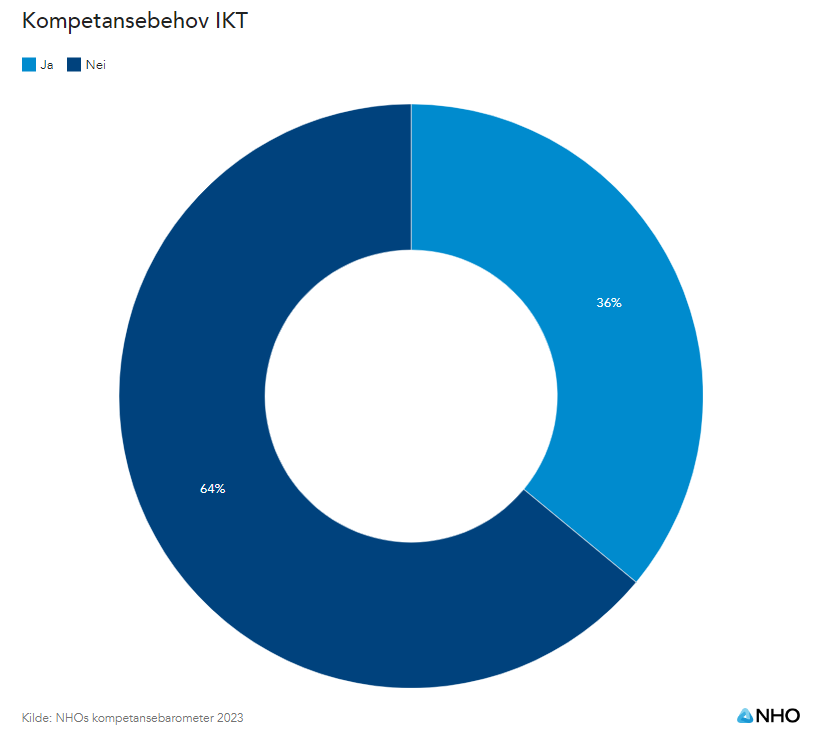 Kompetansebehov IKT
Ja Nei
36%
64%
Kilde: NHOs kompetansebarometer 2023
NHO